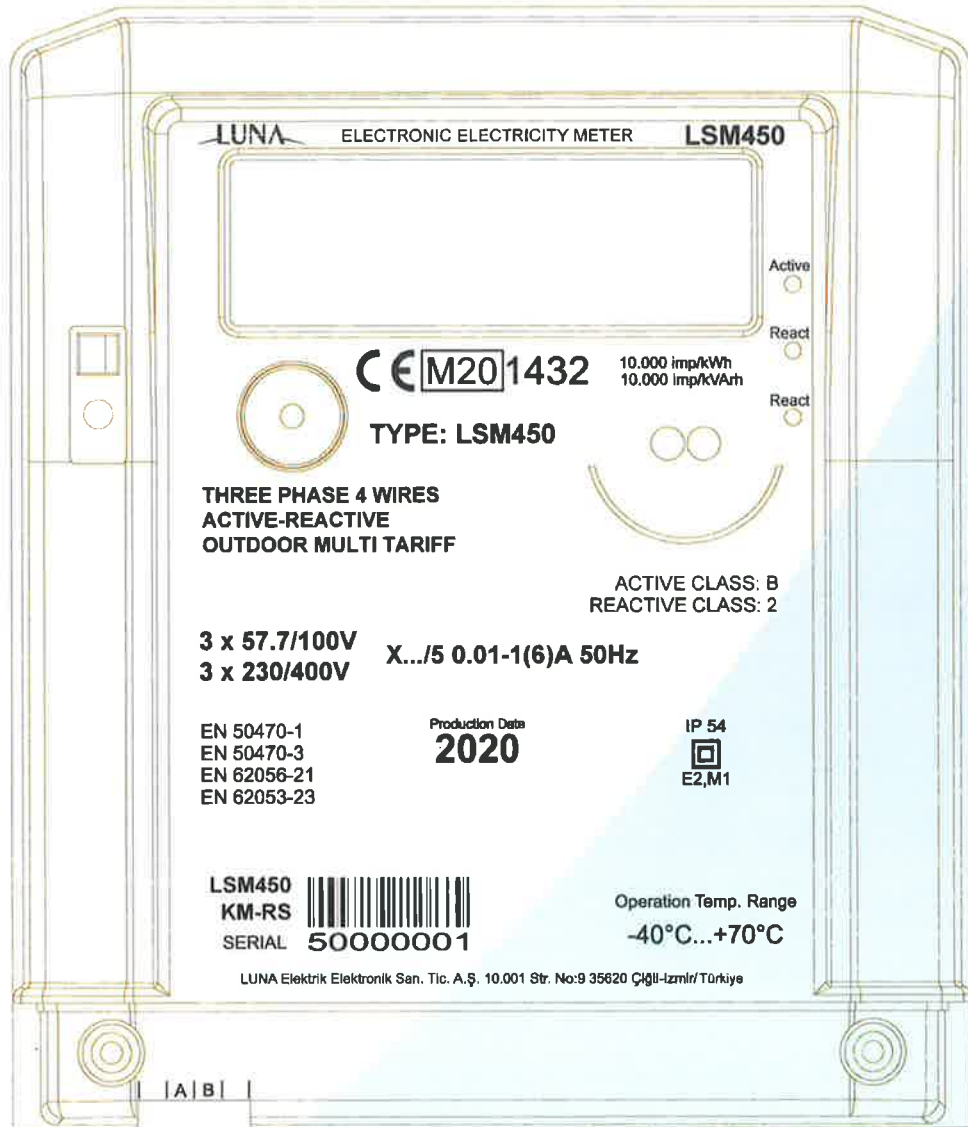 LUNA ELECTRONIC ELECTRICITY METER LSM450
Active
React
CE M20 1432
10.000 imp/kWh
10.000 imp/kVArh
React
TYPE: LSM450
THREE PHASE 4 WIRES
ACTIVE-REACTIVE
OUTDOOR MULTI TARIFF
ACTIVE CLASS: B
REACTIVE CLASS: 2
3 x 57.7/100V
3 x 230/400V
X.../5 0.01-1(6)A 50Hz
EN 50470-1
EN 50470-3
EN 62056-21
EN 62053-23
Production Date
2020
IP 54
E2,M1
LSM450
KM-RS
SERIAL 50000001
Operation Temp. Range
-40°C...+70°C
LUNA Elektrik Elektronik San. Tic. A.Ş. 10.001 Str. No:9 35620 Çiğli-İzmir/ Türkiye
| |A|B| |